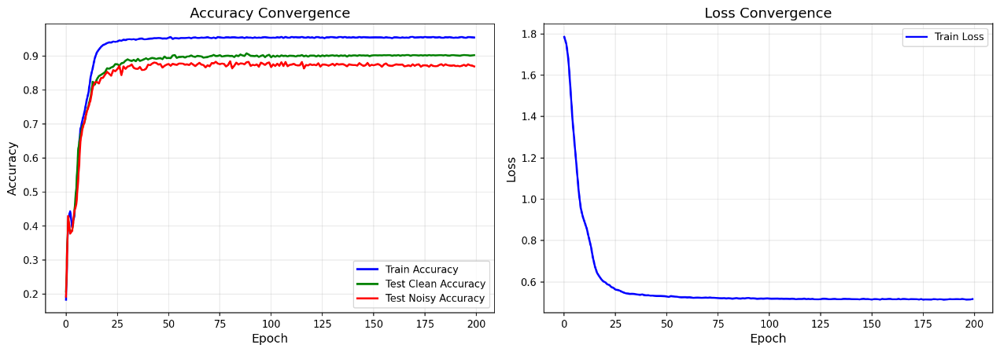 Accuracy Convergence
Accuracy
0.9
0.8
0.7
0.6
0.5
0.4
0.3
0.2
Train Accuracy
Test Clean Accuracy
Test Noisy Accuracy
0 25 50 75 100 125 150 175 200
Epoch
Loss Convergence
Loss
1.8
1.6
1.4
1.2
1.0
0.8
0.6
Train Loss
0 25 50 75 100 125 150 175 200
Epoch